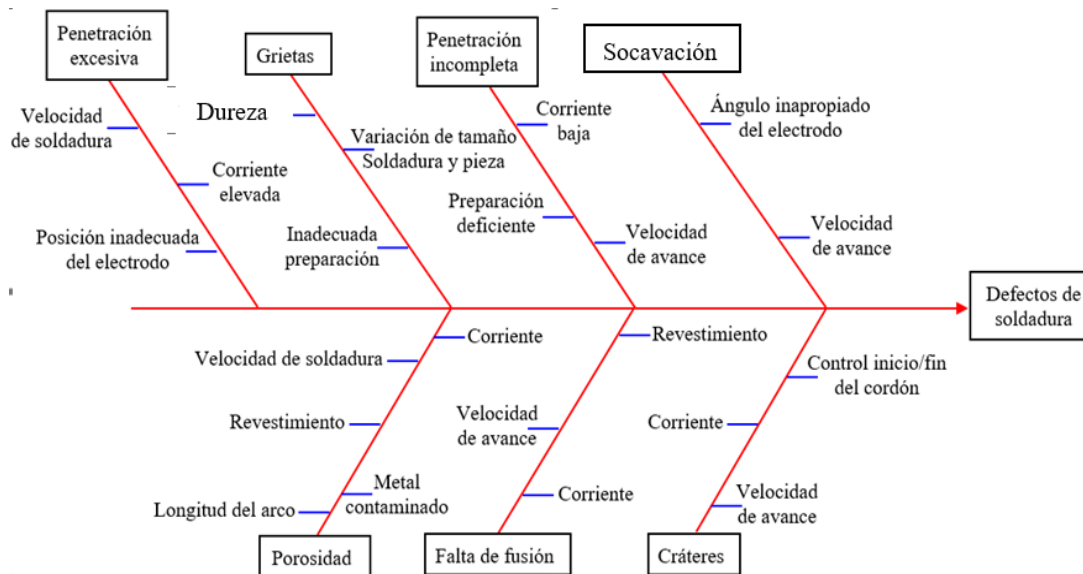 Penetración
excesiva
Grietas
Penetración
incompleta
Socavación
Velocidad
de soldadura
Dureza
Variación de tamaño
Soldadura y pieza
Corriente
baja
Ángulo inapropiado
del electrodo
Corriente
elevada
Preparación
deficiente
Posición inadecuada
del electrodo
Inadecuada
preparación
Velocidad
de avance
Velocidad
de avance
Defectos de
soldadura
Corriente
Revestimiento
Velocidad de soldadura
Control inicio/fin
del cordón
Revestimiento
Velocidad
de avance
Corriente
Metal
contaminado
Longitud del arco
Corriente
Velocidad
de avance
Porosidad
Falta de fusión
Cráteres